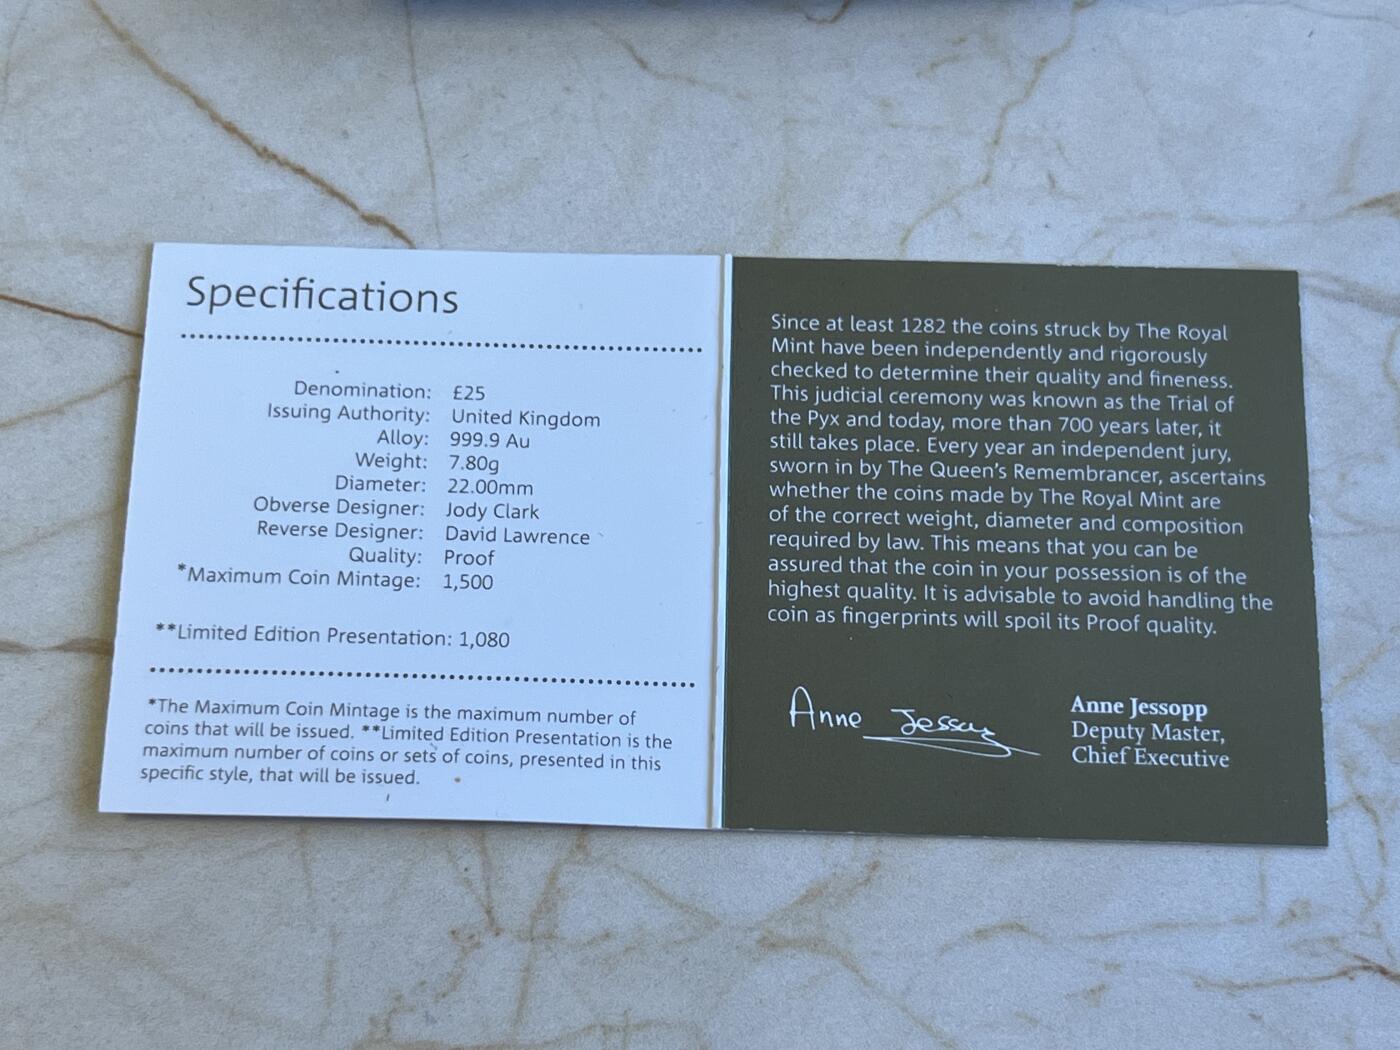 Specifications
Denomination: £25
Issuing Authority: United Kingdom
Alloy: 999.9 Au
Weight: 7.80g
Diameter: 22.00mm
Obverse Designer: Jody Clark
Reverse Designer: David Lawrence
Quality: Proof
*Maximum Coin Mintage: 1,500
**Limited Edition Presentation: 1,080
*The Maximum Coin Mintage is the maximum number of
coins that will be issued. **Limited Edition Presentation is the
maximum number of coins or sets of coins, presented in this
specific style, that will be issued.
Since at least 1282 the coins struck by The Royal
Mint have been independently and rigorously
checked to determine their quality and fineness.
This judicial ceremony was known as the Trial of
the Pyx and today, more than 700 years later, it
still takes place. Every year an independent jury,
sworn in by The Queen's Remembrancer, ascertains
whether the coins made by The Royal Mint are
of the correct weight, diameter and composition
required by law. This means that you can be
assured that the coin in your possession is of the
highest quality. It is advisable to avoid handling the
coin as fingerprints will spoil its Proof quality.
Anne Jessopp
Anne Jessopp
Deputy Master,
Chief Executive